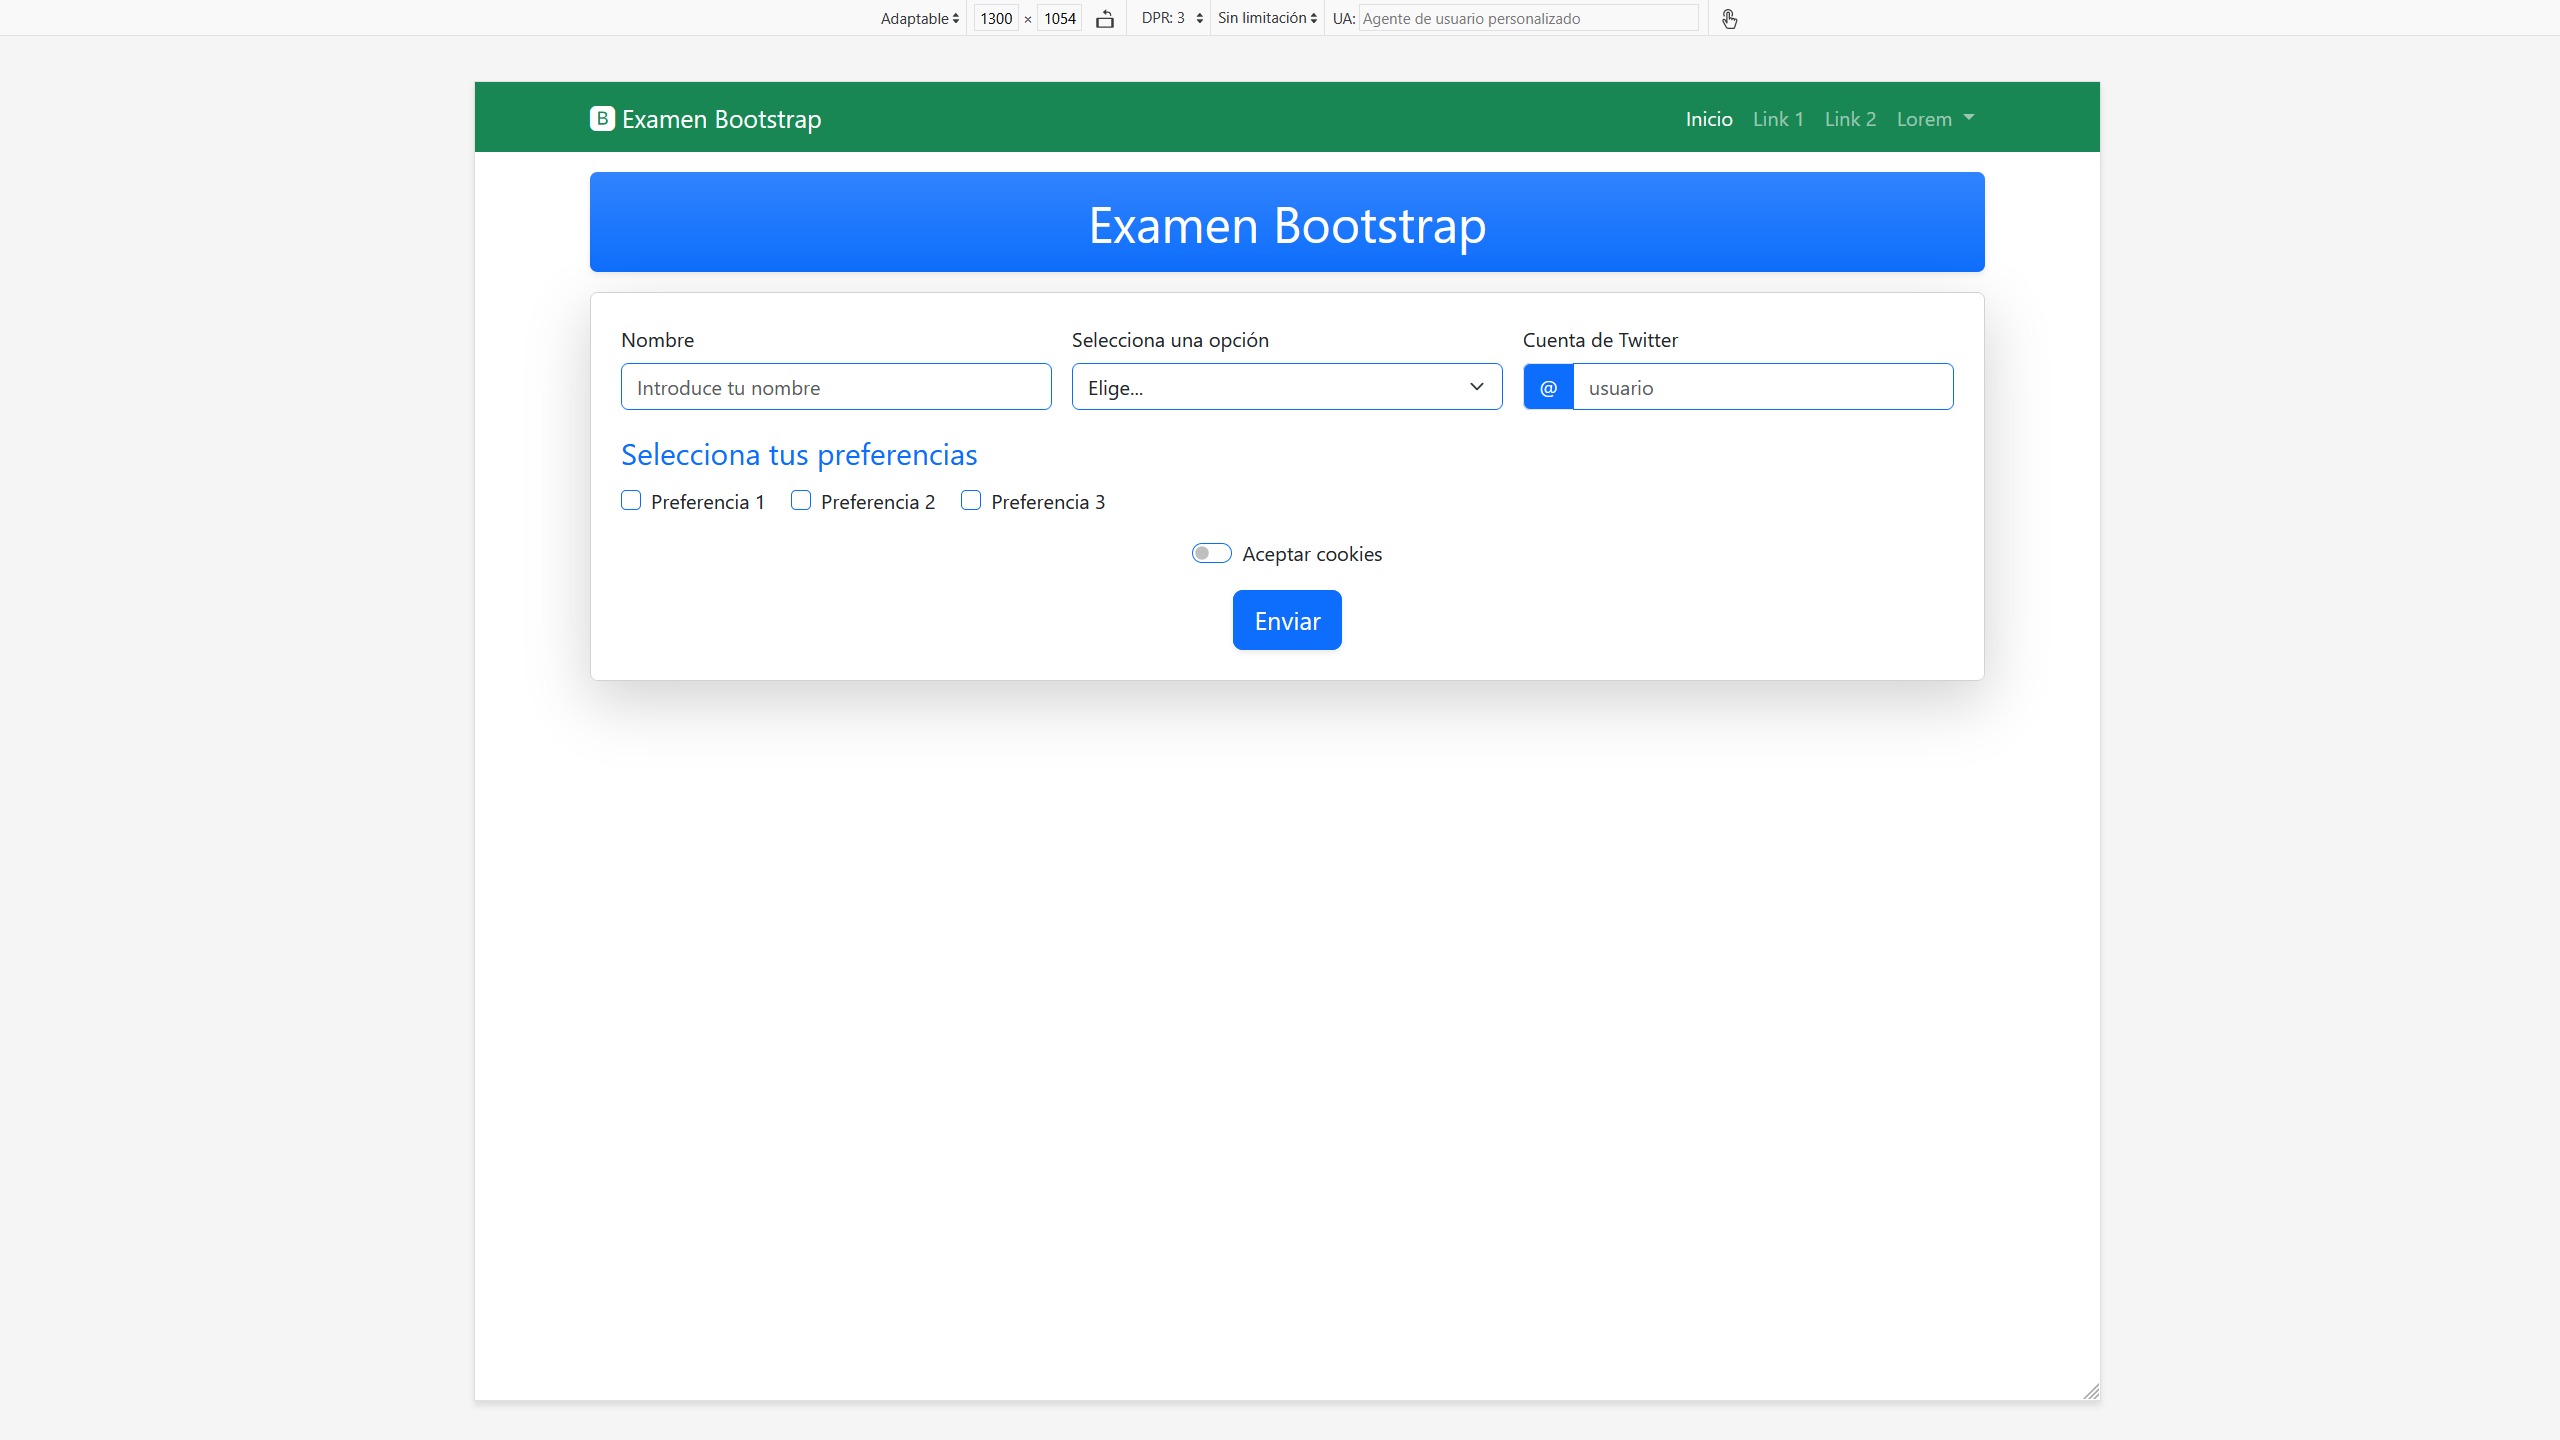 Adaptable 1300 × 1054 DPR: 3 Sin limitación UA: Agente de usuario personalizado
B Examen Bootstrap Inicio Link 1 Link 2 Lorem
Examen Bootstrap
Nombre Selecciona una opción Cuenta de Twitter
Introduce tu nombre Elige... @ usuario
Selecciona tus preferencias
Preferencia 1 Preferencia 2 Preferencia 3
Aceptar cookies
Enviar